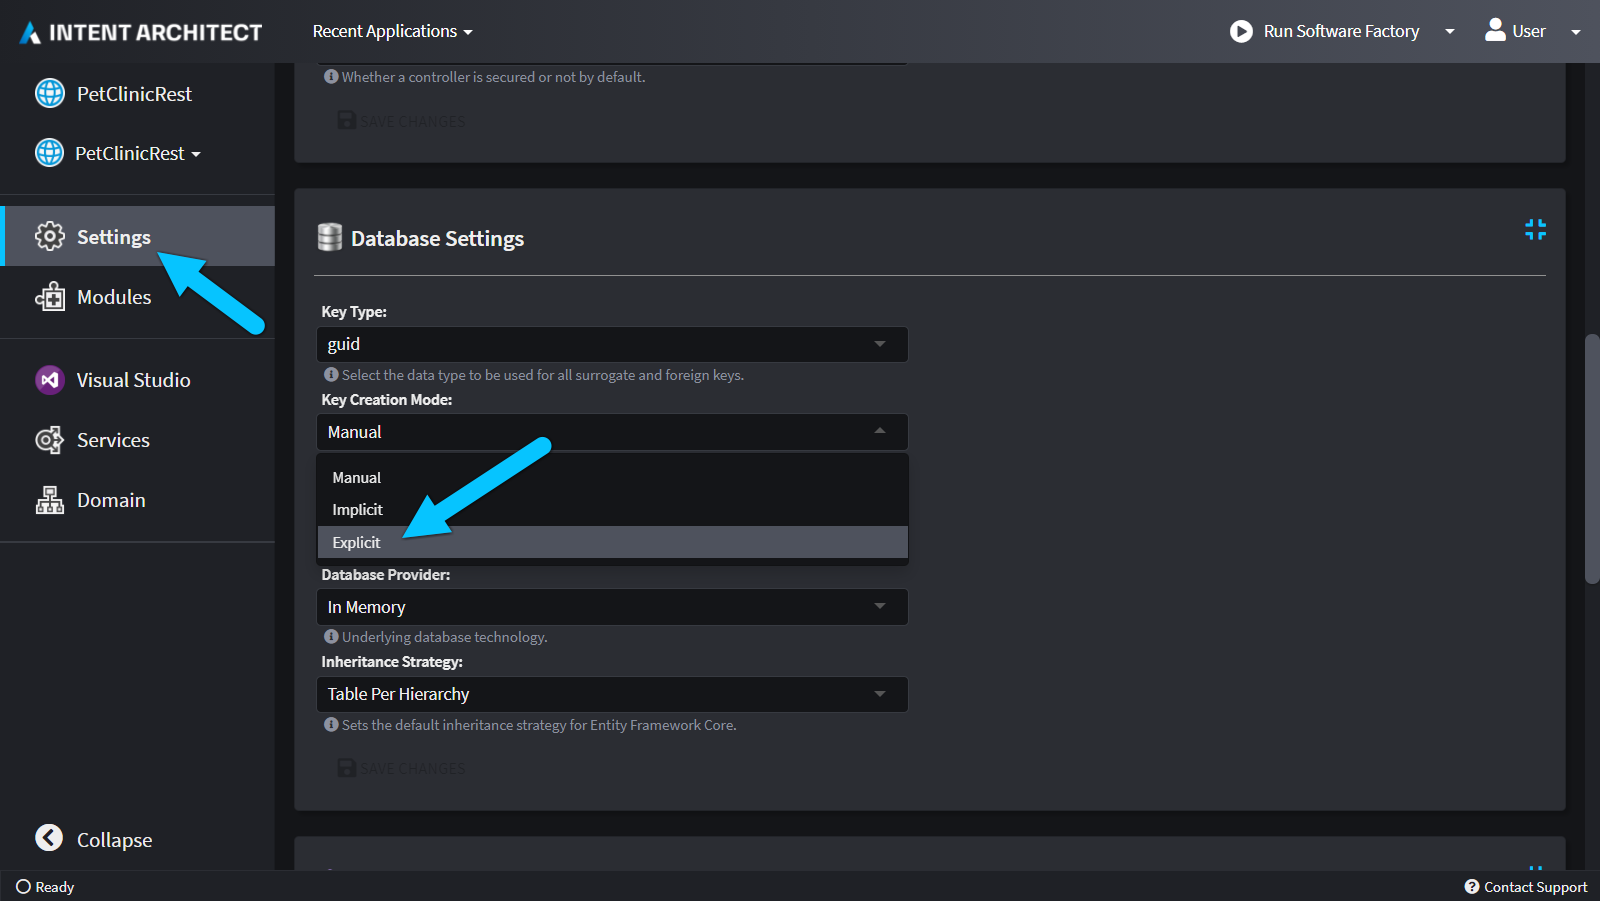 INTENT ARCHITECT
Recent Applications
Run Software Factory
User
PetClinicRest
PetClinicRest
Settings
Modules
Visual Studio
Services
Domain
Collapse
Whether a controller is secured or not by default.
SAVE CHANGES
Database Settings
Key Type:
guid
Select the data type to be used for all surrogate and foreign keys.
Key Creation Mode:
Manual
Manual
Implicit
Explicit
Database Provider:
In Memory
Underlying database technology.
Inheritance Strategy:
Table Per Hierarchy
Sets the default inheritance strategy for Entity Framework Core.
SAVE CHANGES
Ready
Contact Support